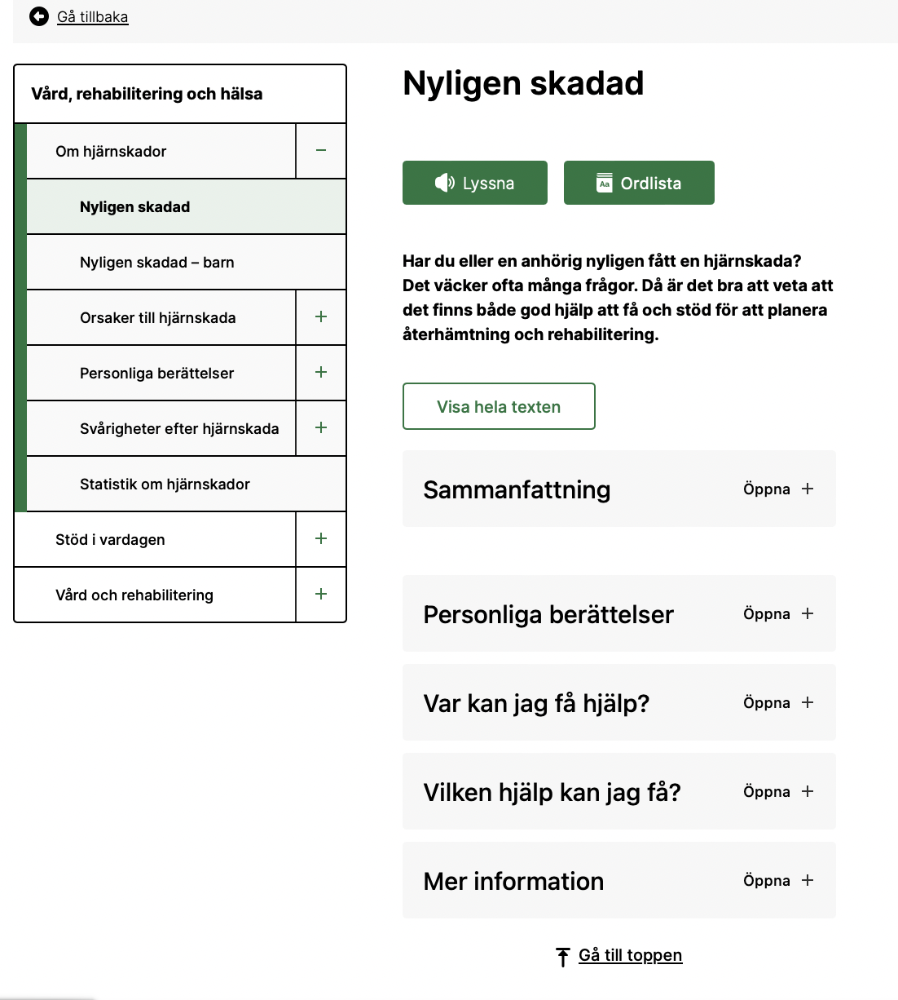 Gå tillbaka
Vård, rehabilitering och hälsa
Om hjärnskador
Nyligen skadad
Nyligen skadad – barn
Orsaker till hjärnskada
Personliga berättelser
Svårigheter efter hjärnskada
Statistik om hjärnskador
Stöd i vardagen
Vård och rehabilitering
Nyligen skadad
Lyssna
Aa Ordlista
Har du eller en anhörig nyligen fått en hjärnskada?
Det väcker ofta många frågor. Då är det bra att veta att
det finns både god hjälp att få och stöd för att planera
återhämtning och rehabilitering.
Visa hela texten
Sammanfattning Öppna
Personliga berättelser Öppna
Var kan jag få hjälp? Öppna
Vilken hjälp kan jag få? Öppna
Mer information Öppna
Gå till toppen